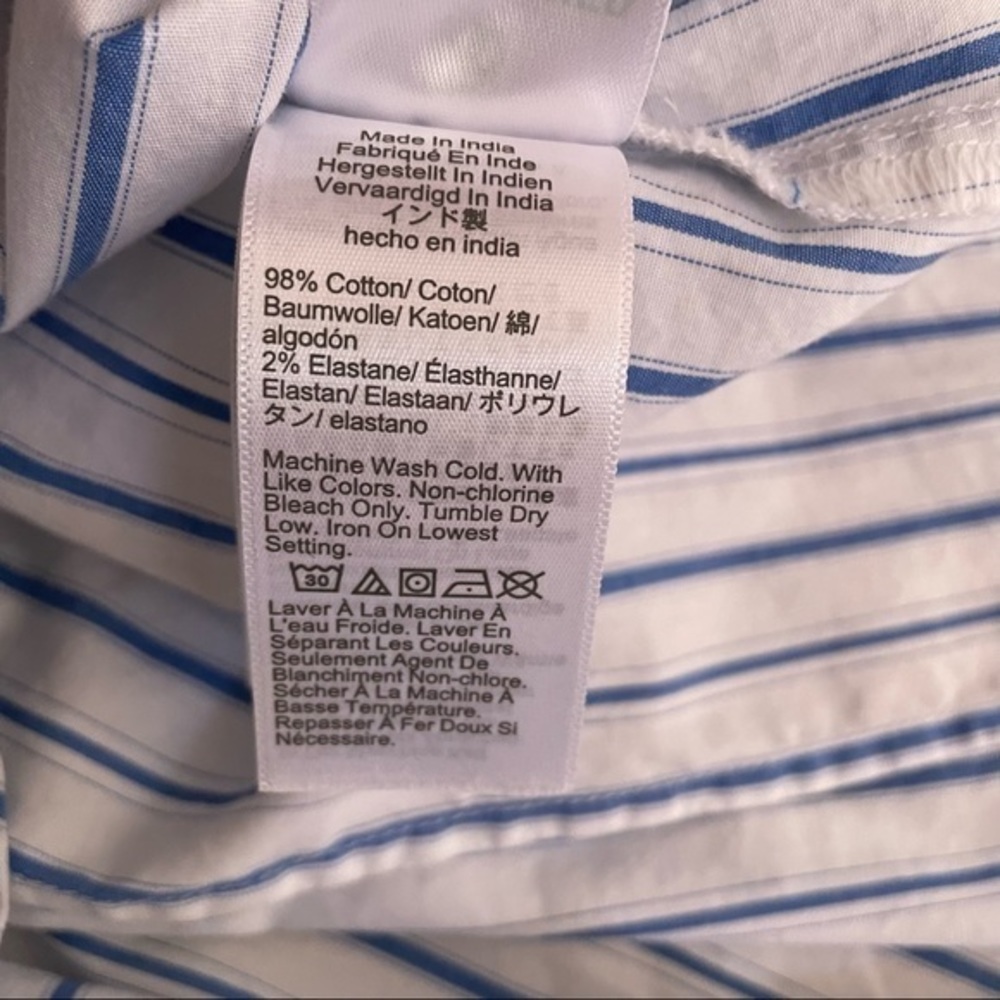 Made In India
Fabriqué En Inde
Hergestellt In Indien
Vervaardigd In India
インド製
hecho en india
98% Cotton/ Coton/
Baumwolle/ Katoen/ 綿/
algodón
2% Elastane/ Élasthanne/
Elastan/ Elastaan/ ポリウレ
タン/ elastano
Machine Wash Cold. With
Like Colors. Non-chlorine
Bleach Only. Tumble Dry
Low. Iron On Lowest
Setting.
30
Laver À La Machine À
L'eau Froide. Laver En
Séparant Les Couleurs.
Seulement Agent De
Blanchiment Non-chlore.
Sécher À La Machine À
Basse Température.
Repasser À Fer Doux Si
Nécessaire.